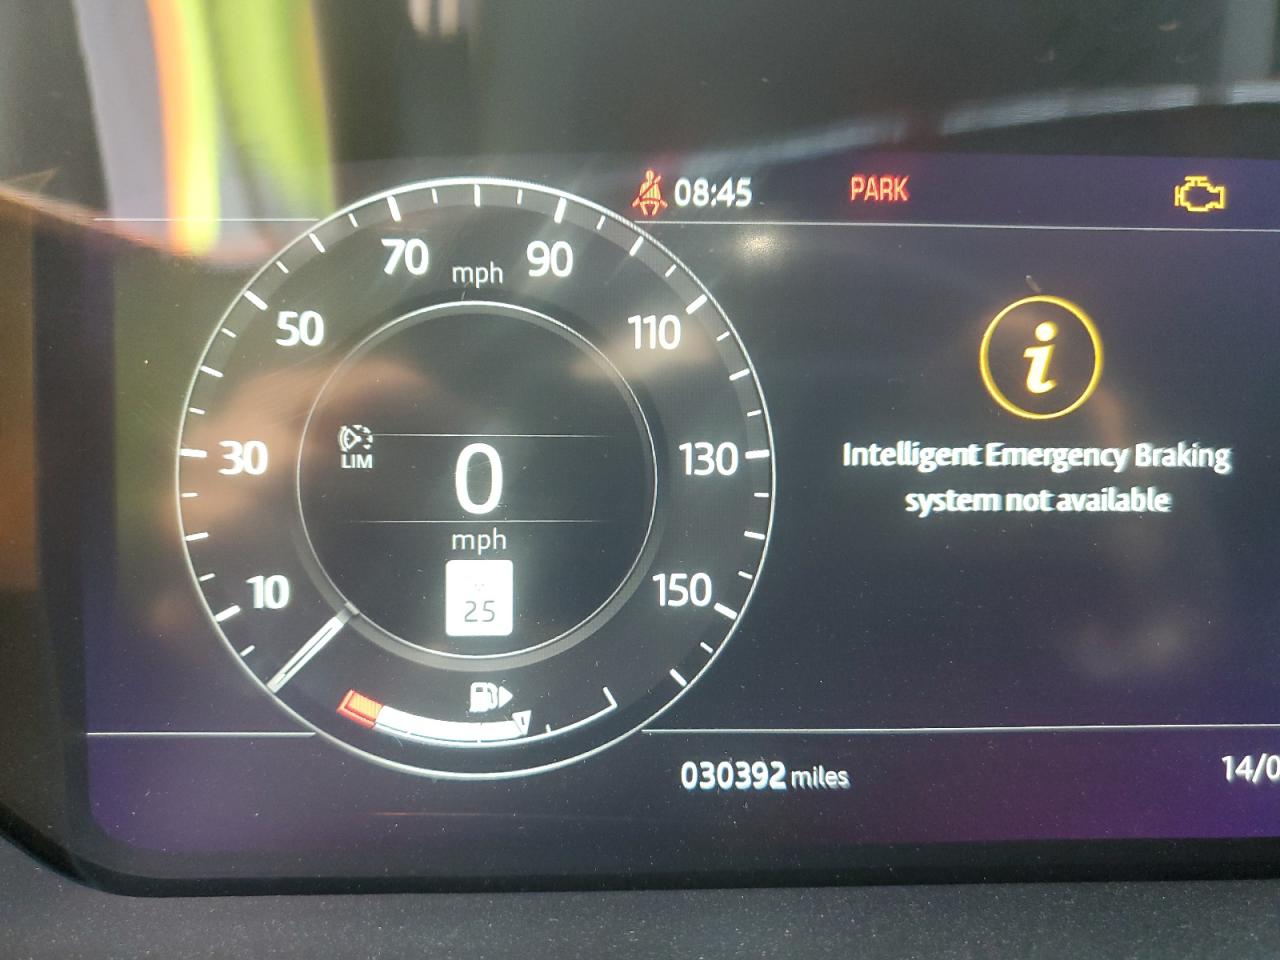 08:45 PARK
70 mph 90
50 110
30 130
LIM
0
mph
10 150
25
Intelligent Emergency Braking
system not available
030392 miles
14/0